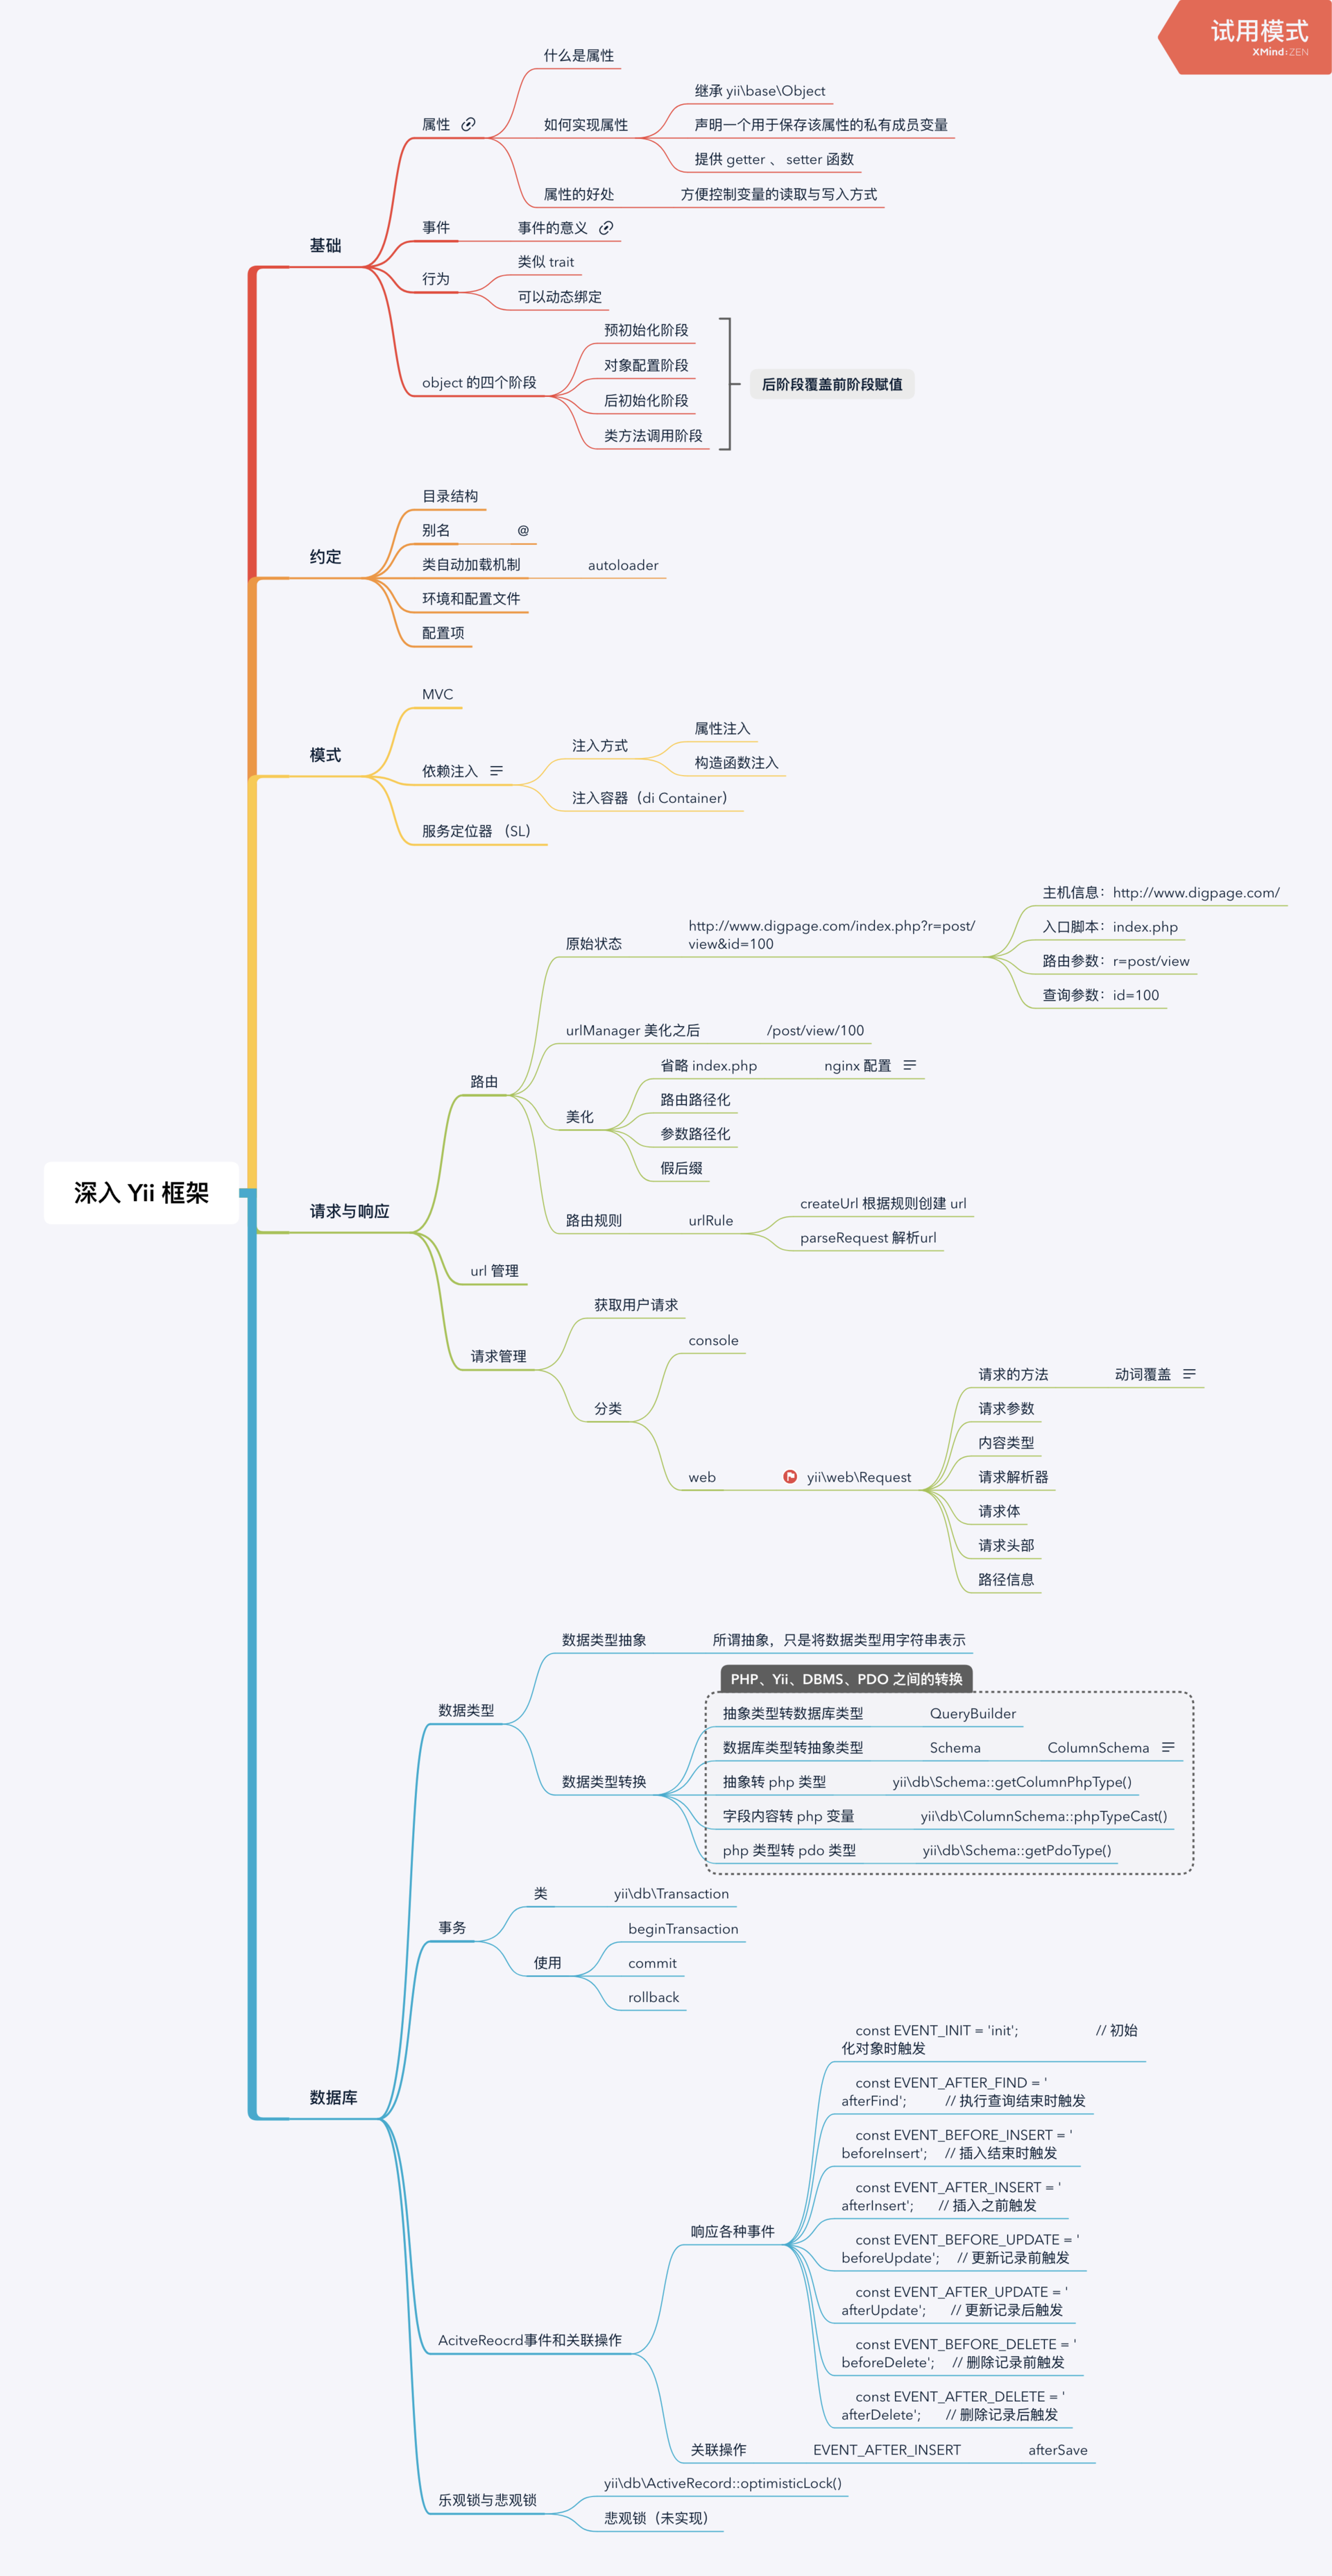 试用模式
XMind:ZEN
深入 Yii 框架
基础
属性
什么是属性
如何实现属性
继承 yii\base\Object
声明一个用于保存该属性的私有成员变量
提供 getter 、 setter 函数
属性的好处
方便控制变量的读取与写入方式
事件
事件的意义
行为
类似 trait
可以动态绑定
object 的四个阶段
预初始化阶段
对象配置阶段
后初始化阶段
类方法调用阶段
后阶段覆盖前阶段赋值
约定
目录结构
别名
@
类自动加载机制
autoloader
环境和配置文件
配置项
模式
MVC
依赖注入
注入方式
属性注入
构造函数注入
注入容器（di Container）
服务定位器 （SL）
请求与响应
路由
原始状态
http://www.digpage.com/index.php?r=post/
view&id=100
主机信息：http://www.digpage.com/
入口脚本：index.php
路由参数：r=post/view
查询参数：id=100
urlManager 美化之后
/post/view/100
美化
省略 index.php
nginx 配置
路由路径化
参数路径化
假后缀
路由规则
urlRule
createUrl 根据规则创建 url
parseRequest 解析url
url 管理
请求管理
获取用户请求
分类
console
web
yii\web\Request
请求的方法
动词覆盖
请求参数
内容类型
请求解析器
请求体
请求头部
路径信息
数据库
数据类型
数据类型抽象
所谓抽象，只是将数据类型用字符串表示
数据类型转换
PHP、Yii、DBMS、PDO 之间的转换
抽象类型转数据库类型
QueryBuilder
数据库类型转抽象类型
Schema
ColumnSchema
抽象转 php 类型
yii\db\Schema::getColumnPhpType()
字段内容转 php 变量
yii\db\ColumnSchema::phpTypeCast()
php 类型转 pdo 类型
yii\db\Schema::getPdoType()
事务
类
yii\db\Transaction
使用
beginTransaction
commit
rollback
AcitveReocrd事件和关联操作
响应各种事件
const EVENT_INIT = 'init'; // 初始
化对象时触发
const EVENT_AFTER_FIND = '
afterFind'; // 执行查询结束时触发
const EVENT_BEFORE_INSERT = '
beforeInsert'; // 插入结束时触发
const EVENT_AFTER_INSERT = '
afterInsert'; // 插入之前触发
const EVENT_BEFORE_UPDATE = '
beforeUpdate'; // 更新记录前触发
const EVENT_AFTER_UPDATE = '
afterUpdate'; // 更新记录后触发
const EVENT_BEFORE_DELETE = '
beforeDelete'; // 删除记录前触发
const EVENT_AFTER_DELETE = '
afterDelete'; // 删除记录后触发
关联操作
EVENT_AFTER_INSERT
afterSave
乐观锁与悲观锁
yii\db\ActiveRecord::optimisticLock()
悲观锁（未实现）